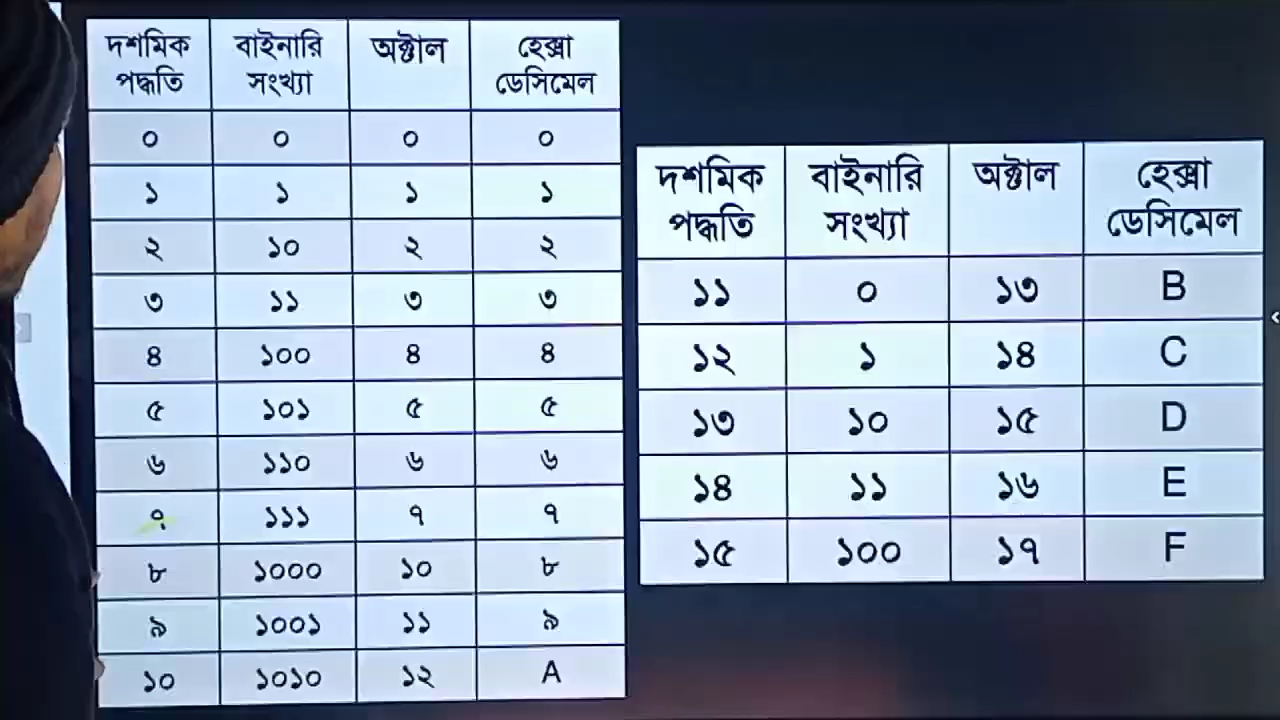 দশমিক পদ্ধতি বাইনারি সংখ্যা অক্টাল হেক্সা ডেসিমেল
০ ০ ০ ০
১ ১ ১ ১
২ ১০ ২ ২
৩ ১১ ৩ ৩
৪ ১০০ ৪ ৪
৫ ১০১ ৫ ৫
৬ ১১০ ৬ ৬
৭ ১১১ ৭ ৭
৮ ১০০০ ১০ ৮
৯ ১০০১ ১১ ৯
১০ ১০১০ ১২ A
দশমিক পদ্ধতি বাইনারি সংখ্যা অক্টাল হেক্সা ডেসিমেল
১১ ০ ১৩ B
১২ ১ ১৪ C
১৩ ১০ ১৫ D
১৪ ১১ ১৬ E
১৫ ১০০ ১৭ F